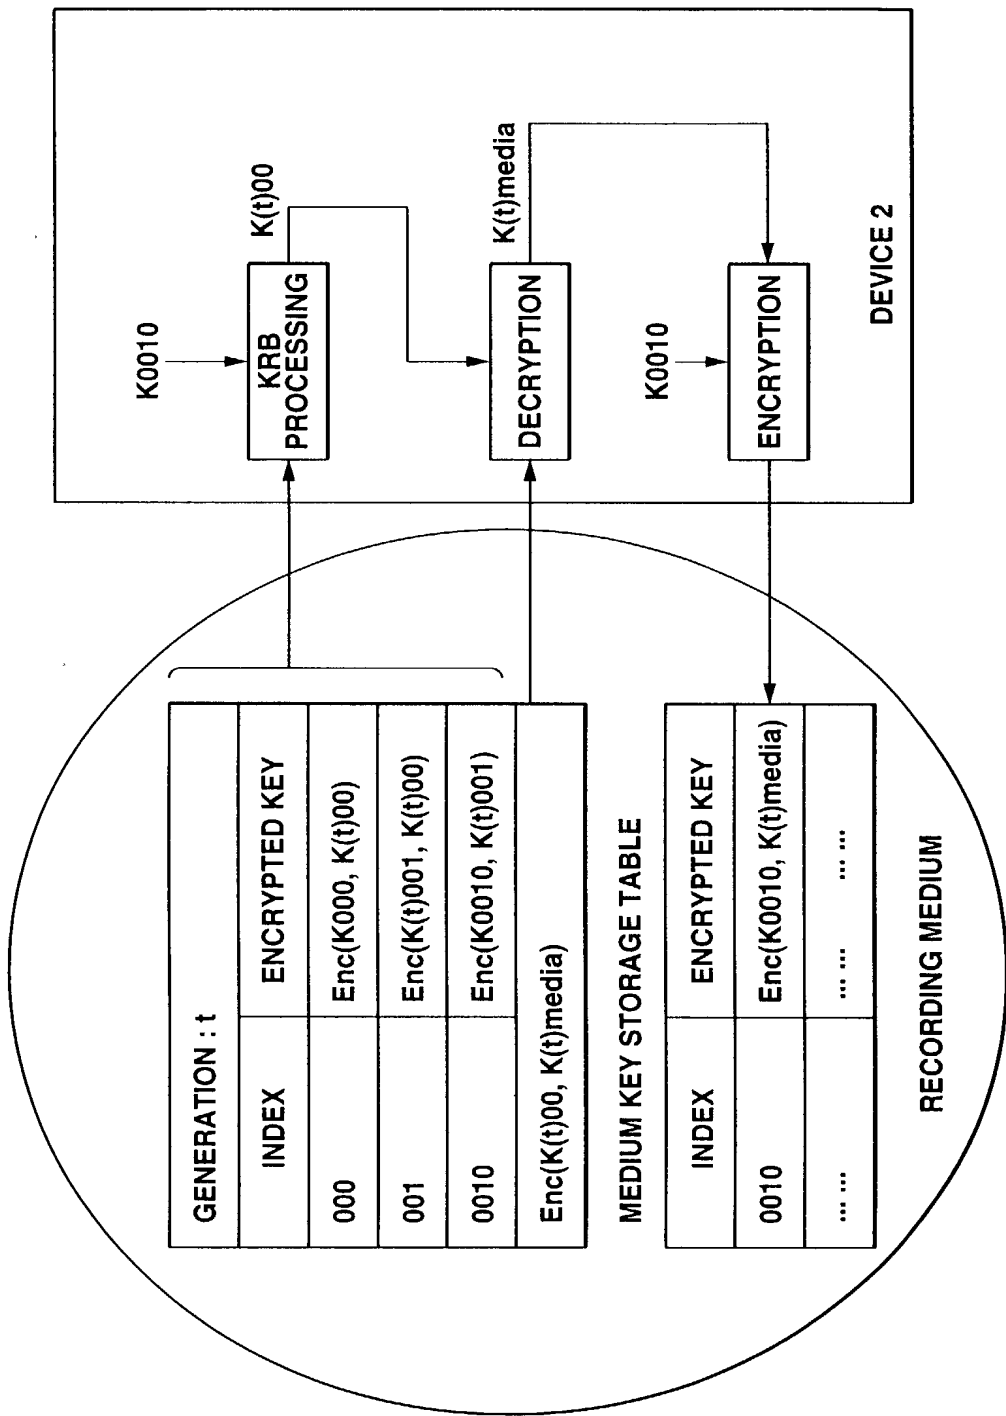 GENERATION : t
INDEX ENCRYPTED KEY
000 Enc(K000, K(t)00)
001 Enc(K(t)001, K(t)00)
0010 Enc(K0010, K(t)001)
Enc(K(t)00, K(t)media)
MEDIUM KEY STORAGE TABLE
INDEX ENCRYPTED KEY
0010 Enc(K0010, K(t)media)
... ... ... ... ... ...
RECORDING MEDIUM
K0010
KRB
PROCESSING
K(t)00
DECRYPTION
K(t)media
K0010
ENCRYPTION
DEVICE 2